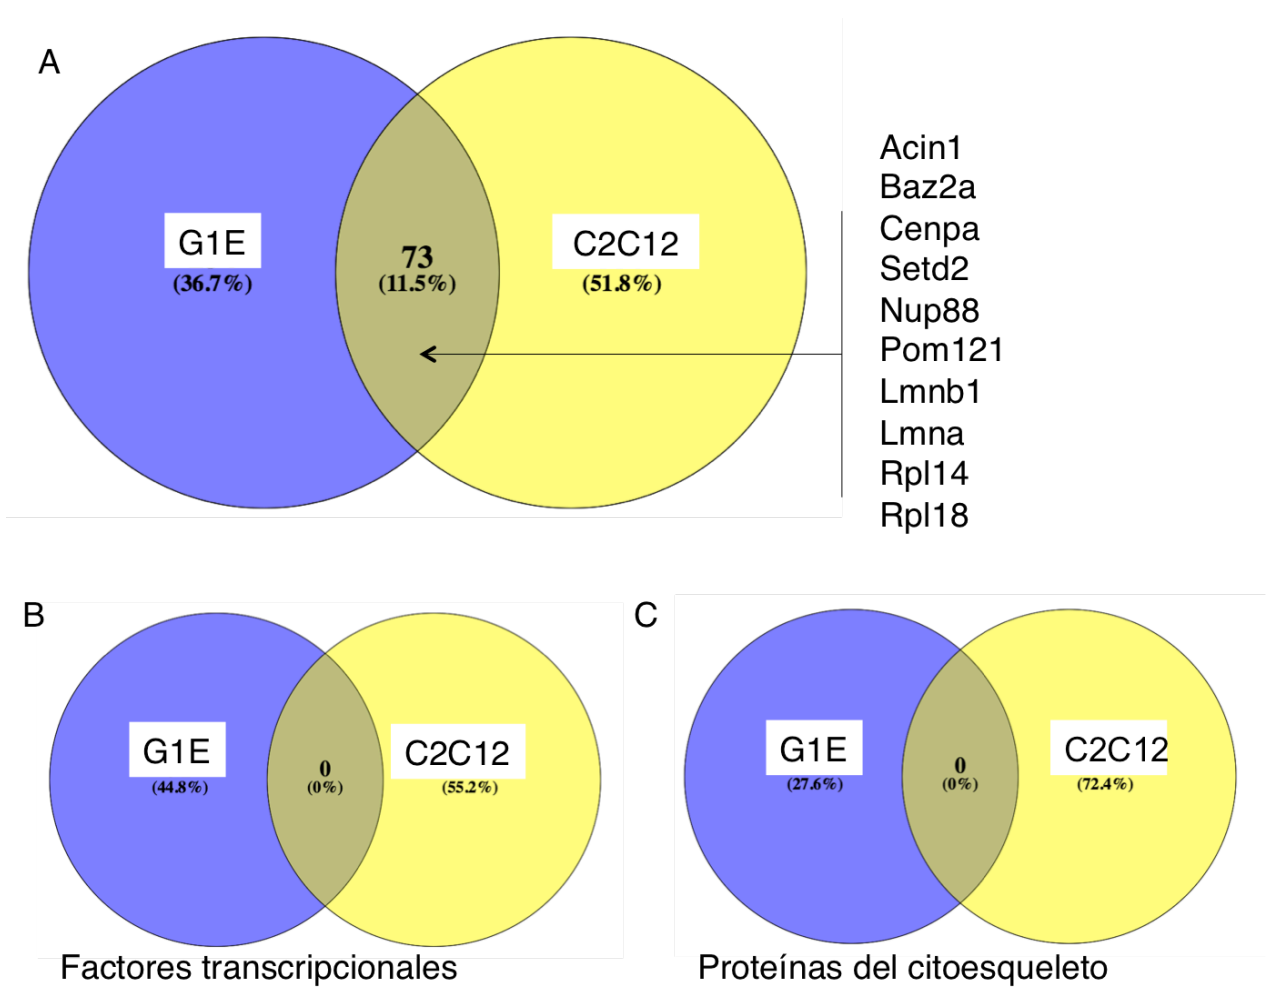 A
G1E
(36.7%)
73
(11.5%)
C2C12
(51.8%)
Acin1
Baz2a
Cenpa
Setd2
Nup88
Pom121
Lmnb1
Lmna
Rpl14
Rpl18
B
G1E
(44.8%)
0
(0%)
C2C12
(55.2%)
Factores transcripcionales
C
G1E
(27.6%)
0
(0%)
C2C12
(72.4%)
Proteínas del citoesqueleto